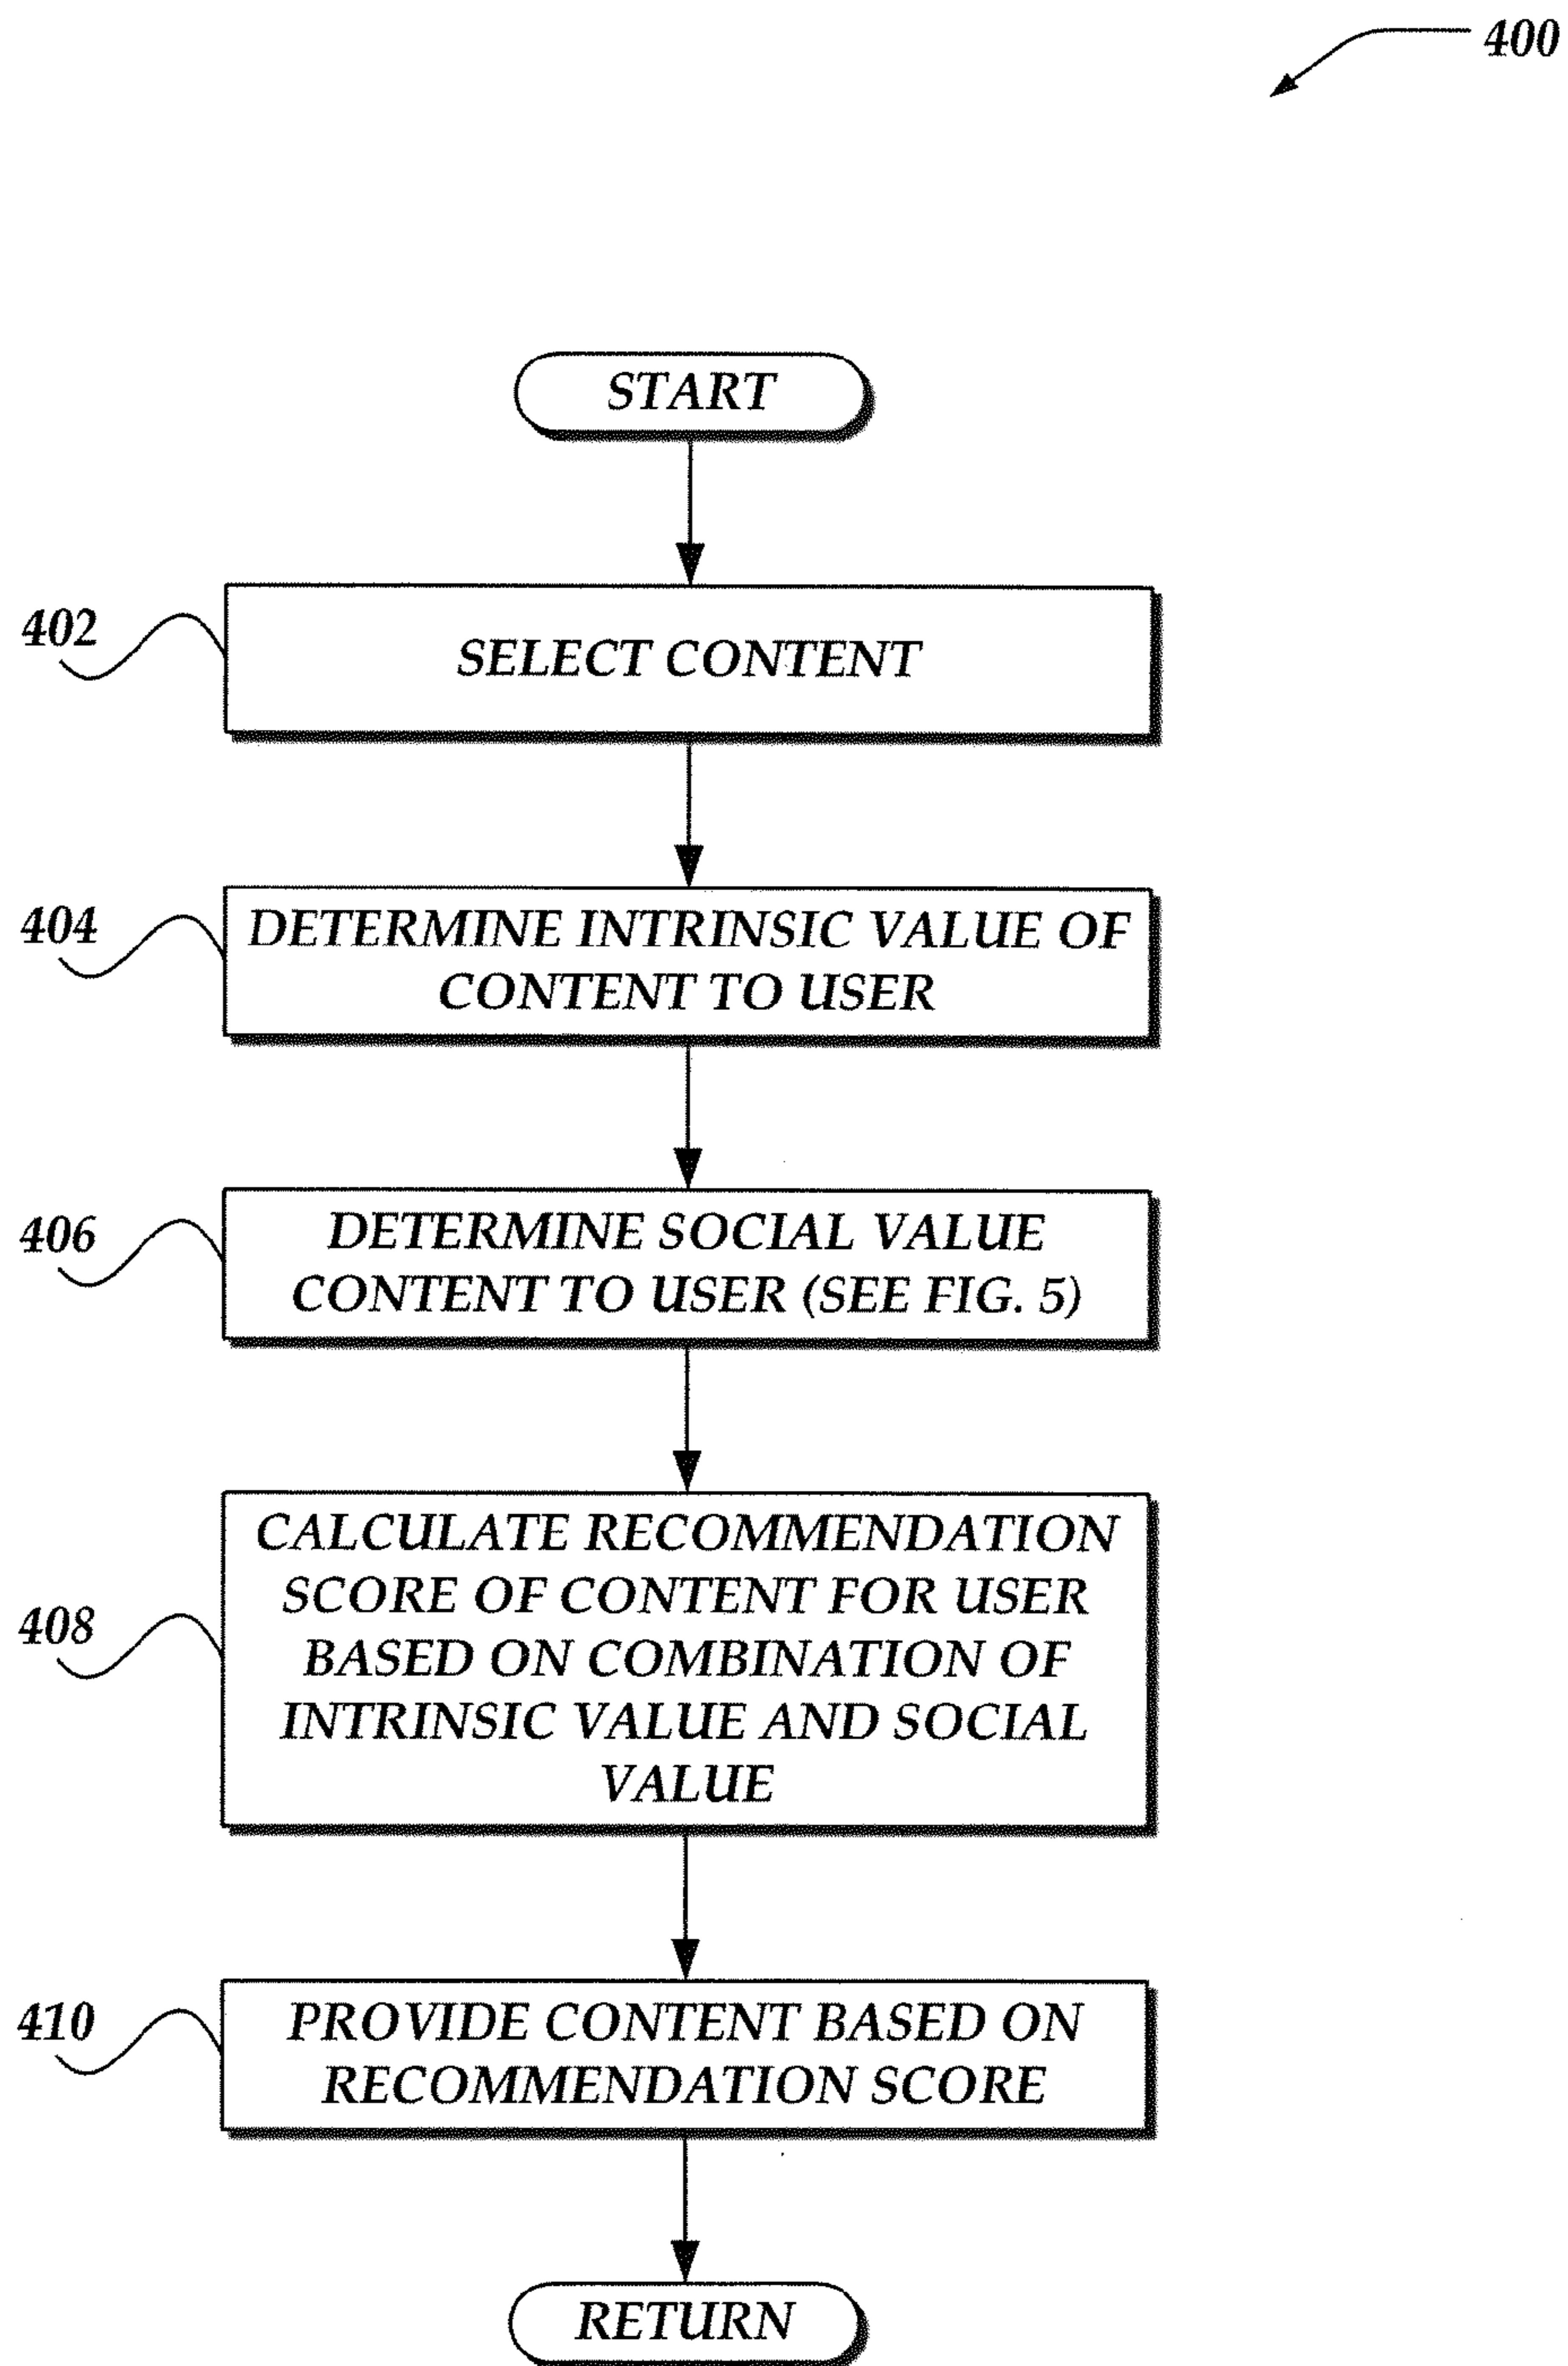 400
START
402
SELECT CONTENT
404
DETERMINE INTRINSIC VALUE OF
CONTENT TO USER
406
DETERMINE SOCIAL VALUE
CONTENT TO USER (SEE FIG. 5)
408
CALCULATE RECOMMENDATION
SCORE OF CONTENT FOR USER
BASED ON COMBINATION OF
INTRINSIC VALUE AND SOCIAL
VALUE
410
PROVIDE CONTENT BASED ON
RECOMMENDATION SCORE
RETURN